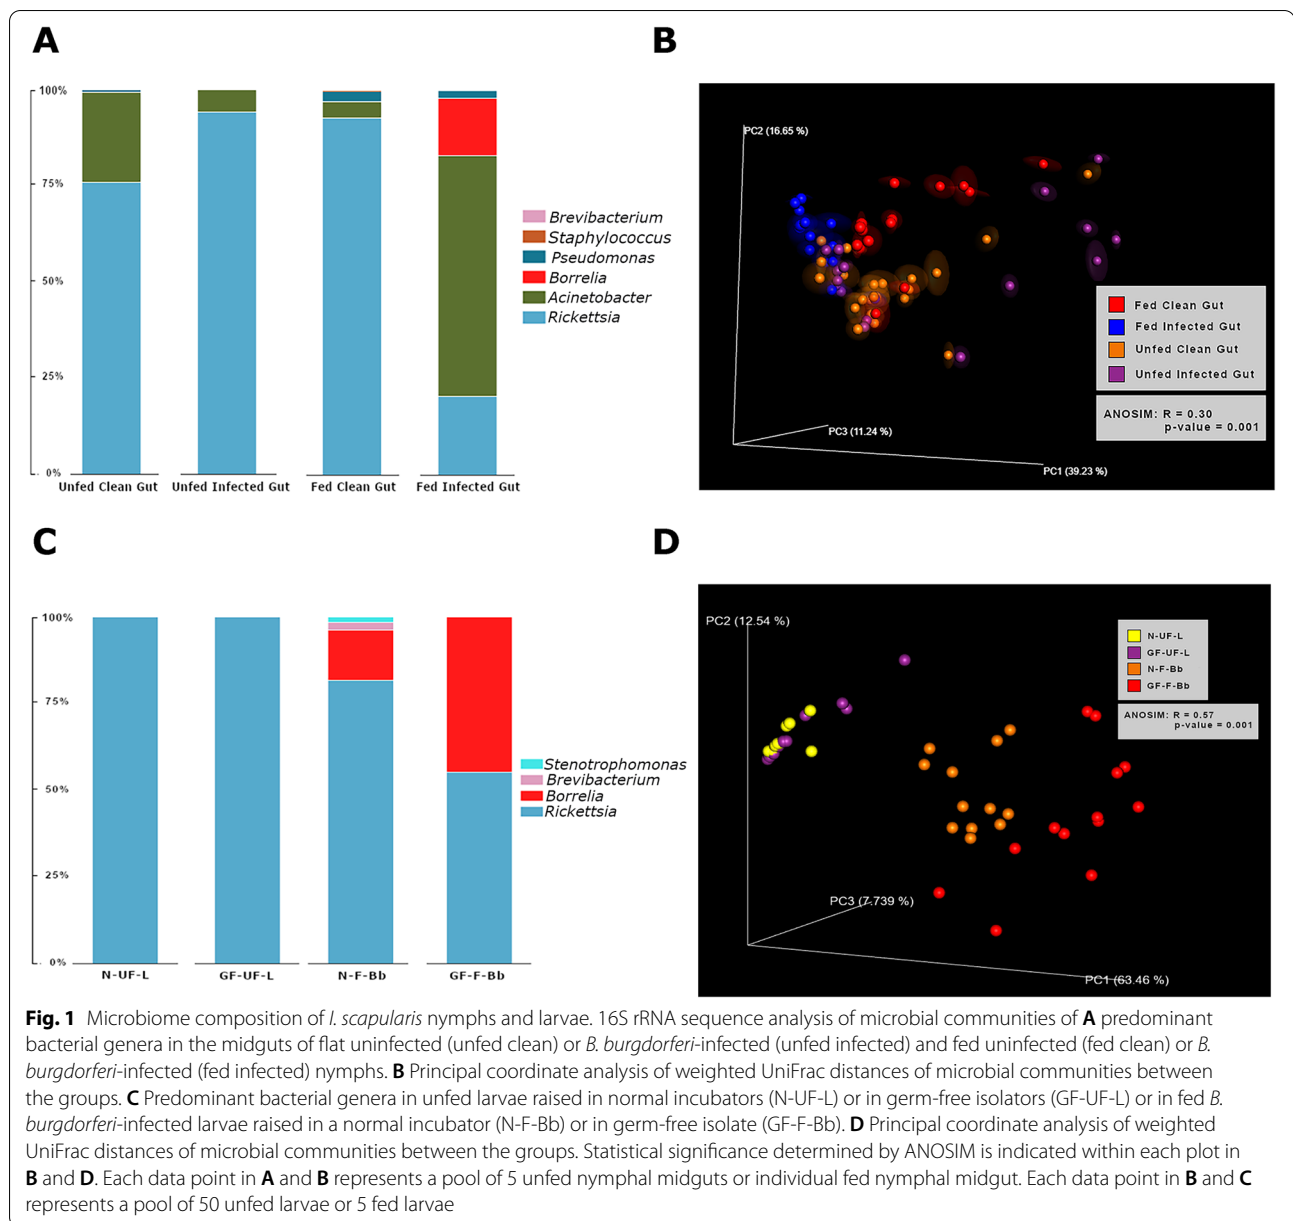 A
100%
75%
50%
25%
0%
Unfed Clean Gut
Unfed Infected Gut
Fed Clean Gut
Fed Infected Gut
Brevibacterium
Staphylococcus
Pseudomonas
Borrelia
Acinetobacter
Rickettsia
B
PC2 (16.65 %)
PC3 (11.24 %)
PC1 (39.23 %)
Fed Clean Gut
Fed Infected Gut
Unfed Clean Gut
Unfed Infected Gut
ANOSIM: R = 0.30
p-value = 0.001
C
100%
75%
50%
25%
0%
N-UF-L
GF-UF-L
N-F-Bb
GF-F-Bb
Stenotrophomonas
Brevibacterium
Borrelia
Rickettsia
D
PC2 (12.54 %)
PC3 (7.739 %)
PC1 (63.46 %)
N-UF-L
GF-UF-L
N-F-Bb
GF-F-Bb
ANOSIM: R = 0.57
p-value = 0.001
Fig. 1 Microbiome composition of I. scapularis nymphs and larvae. 16S rRNA sequence analysis of microbial communities of A predominant
bacterial genera in the midguts of flat uninfected (unfed clean) or B. burgdorferi-infected (unfed infected) and fed uninfected (fed clean) or B.
burgdorferi-infected (fed infected) nymphs. B Principal coordinate analysis of weighted UniFrac distances of microbial communities between
the groups. C Predominant bacterial genera in unfed larvae raised in normal incubators (N-UF-L) or in germ-free isolators (GF-UF-L) or in fed B.
burgdorferi-infected larvae raised in a normal incubator (N-F-Bb) or in germ-free isolate (GF-F-Bb). D Principal coordinate analysis of weighted
UniFrac distances of microbial communities between the groups. Statistical significance determined by ANOSIM is indicated within each plot in
B and D. Each data point in A and B represents a pool of 5 unfed nymphal midguts or individual fed nymphal midgut. Each data point in B and C
represents a pool of 50 unfed larvae or 5 fed larvae